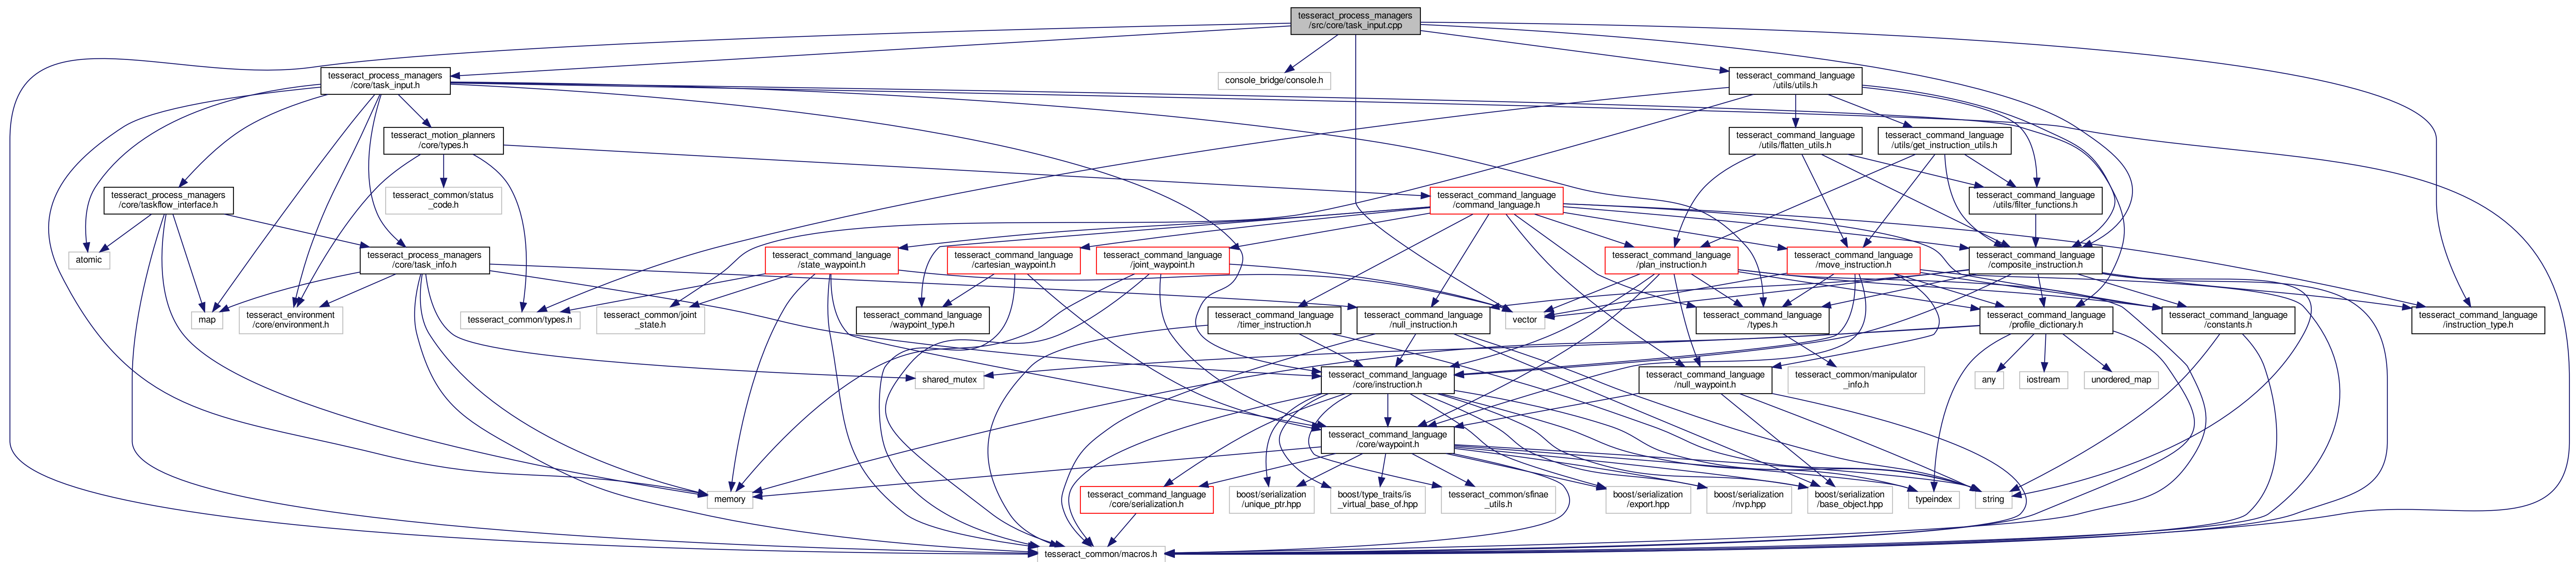 tesseract_process_managers
/src/core/task_input.cpp
tesseract_process_managers
/core/task_input.h
console_bridge/console.h
tesseract_command_language
/utils/utils.h
tesseract_motion_planners
/core/types.h
tesseract_command_language
/utils/flatten_utils.h
tesseract_command_language
/utils/get_instruction_utils.h
tesseract_process_managers
/core/taskflow_interface.h
tesseract_common/status
_code.h
tesseract_command_language
/command_language.h
tesseract_command_language
/utils/filter_functions.h
atomic
tesseract_process_managers
/core/task_info.h
tesseract_command_language
/state_waypoint.h
tesseract_command_language
/cartesian_waypoint.h
tesseract_command_language
/joint_waypoint.h
tesseract_command_language
/plan_instruction.h
tesseract_command_language
/move_instruction.h
tesseract_command_language
/composite_instruction.h
map
tesseract_environment
/core/environment.h
tesseract_common/types.h
tesseract_common/joint
_state.h
tesseract_command_language
/waypoint_type.h
tesseract_command_language
/timer_instruction.h
tesseract_command_language
/null_instruction.h
vector
tesseract_command_language
/types.h
tesseract_command_language
/profile_dictionary.h
tesseract_command_language
/constants.h
tesseract_command_language
/instruction_type.h
shared_mutex
tesseract_command_language
/core/instruction.h
tesseract_command_language
/null_waypoint.h
tesseract_common/manipulator
_info.h
any
iostream
unordered_map
tesseract_command_language
/core/waypoint.h
memory
tesseract_command_language
/core/serialization.h
boost/serialization
/unique_ptr.hpp
boost/type_traits/is
_virtual_base_of.hpp
tesseract_common/sfinae
_utils.h
boost/serialization
/export.hpp
boost/serialization
/nvp.hpp
boost/serialization
/base_object.hpp
typeindex
string
tesseract_common/macros.h